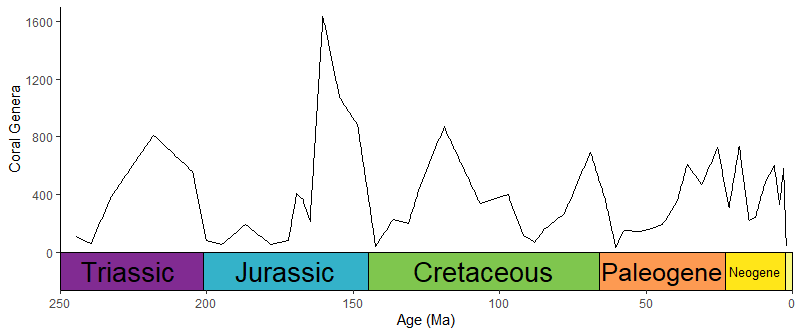 1600
1200
800
400
0
Coral Genera
Triassic
Jurassic
Cretaceous
Paleogene
Neogene
250
200
150
100
50
0
Age (Ma)